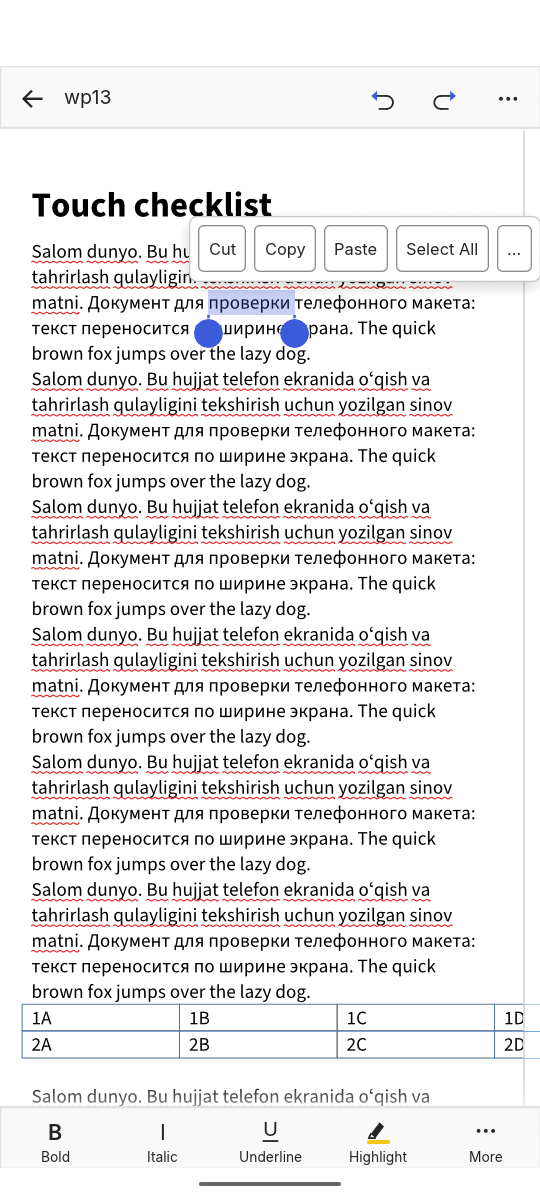 wp13
Touch checklist
Cut Copy Paste Select All ...
Salom dunyo. Bu
tahrirlash qulayligini tekshirish uchun yozilgan sinov
matni. Документ для проверки телефонного макета:
текст переносится ширине
brown fox jumps over the lazy dog.
Salom dunyo. Bu hujjat telefon ekranida o‘qish va
tahrirlash qulayligini tekshirish uchun yozilgan sinov
matni. Документ для проверки телефонного макета:
текст переносится по ширине экрана. The quick
brown fox jumps over the lazy dog.
Salom dunyo. Bu hujjat telefon ekranida o‘qish va
tahrirlash qulayligini tekshirish uchun yozilgan sinov
matni. Документ для проверки телефонного макета:
текст переносится по ширине экрана. The quick
brown fox jumps over the lazy dog.
Salom dunyo. Bu hujjat telefon ekranida o‘qish va
tahrirlash qulayligini tekshirish uchun yozilgan sinov
matni. Документ для проверки телефонного макета:
текст переносится по ширине экрана. The quick
brown fox jumps over the lazy dog.
Salom dunyo. Bu hujjat telefon ekranida o‘qish va
tahrirlash qulayligini tekshirish uchun yozilgan sinov
matni. Документ для проверки телефонного макета:
текст переносится по ширине экрана. The quick
brown fox jumps over the lazy dog.
Salom dunyo. Bu hujjat telefon ekranida o‘qish va
tahrirlash qulayligini tekshirish uchun yozilgan sinov
matni. Документ для проверки телефонного макета:
текст переносится по ширине экрана. The quick
brown fox jumps over the lazy dog.
1A 1B 1C 1D
2A 2B 2C 2D
Salom dunyo. Bu hujjat telefon ekranida o‘qish va
B I U
Bold Italic Underline Highlight More